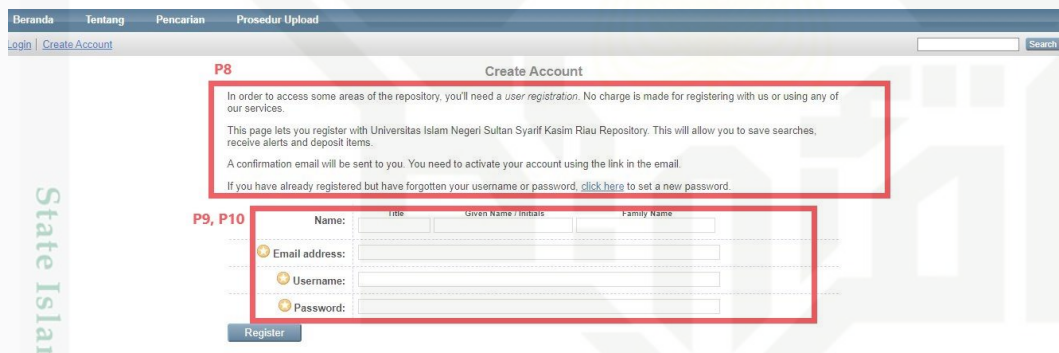 Beranda Tentang Pencarian Prosedur Upload
Login | Create Account Search
P8 Create Account
In order to access some areas of the repository, you'll need a user registration. No charge is made for registering with us or using any of
our services.
This page lets you register with Universitas Islam Negeri Sultan Syarif Kasim Riau Repository. This will allow you to save searches,
receive alerts and deposit items.
A confirmation email will be sent to you. You need to activate your account using the link in the email.
If you have already registered but have forgotten your username or password, click here to set a new password.
P9, P10
Title Given Name / Initials Family Name
Name:
Email address:
Username:
Password:
Register
State Islam